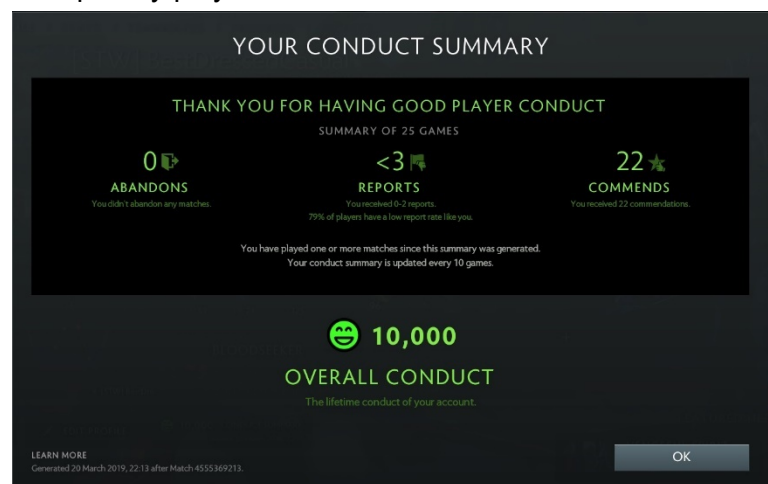 YOUR CONDUCT SUMMARY
THANK YOU FOR HAVING GOOD PLAYER CONDUCT
SUMMARY OF 25 GAMES
0
<3
22
ABANDONS
REPORTS
COMMENDS
You didn't abandon any matches.
You received 0-2 reports.
You received 22 commendations.
79% of players have a low report rate like you.
You have played one or more matches since this summary was generated.
Your conduct summary is updated every 10 games.
10,000
OVERALL CONDUCT
The lifetime conduct of your account.
LEARN MORE
OK
Generated 20 March 2019, 22:13 after Match 4555369213.